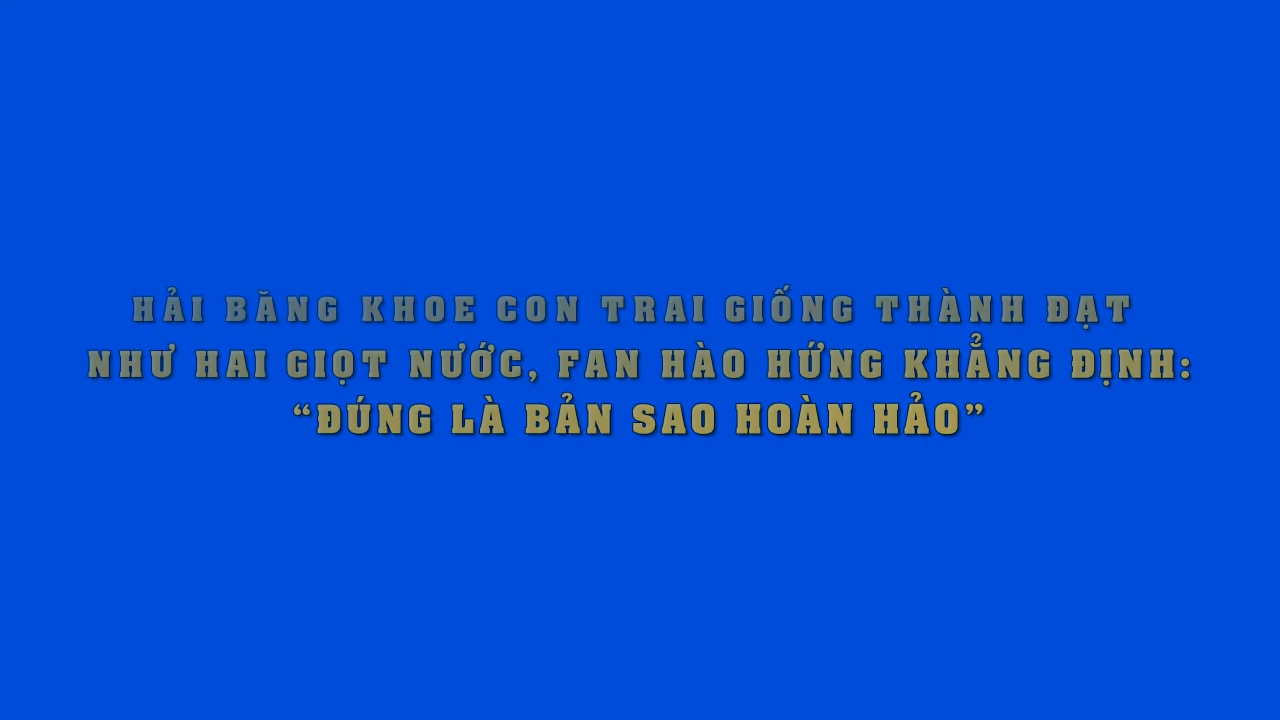 HẢI BĂNG KHOE CON TRAI GIỐNG THÀNH ĐẠT
NHƯ HAI GIỌT NƯỚC, FAN HÀO HỨNG KHẲNG ĐỊNH:
“ĐÚNG LÀ BẢN SAO HOÀN HẢO”